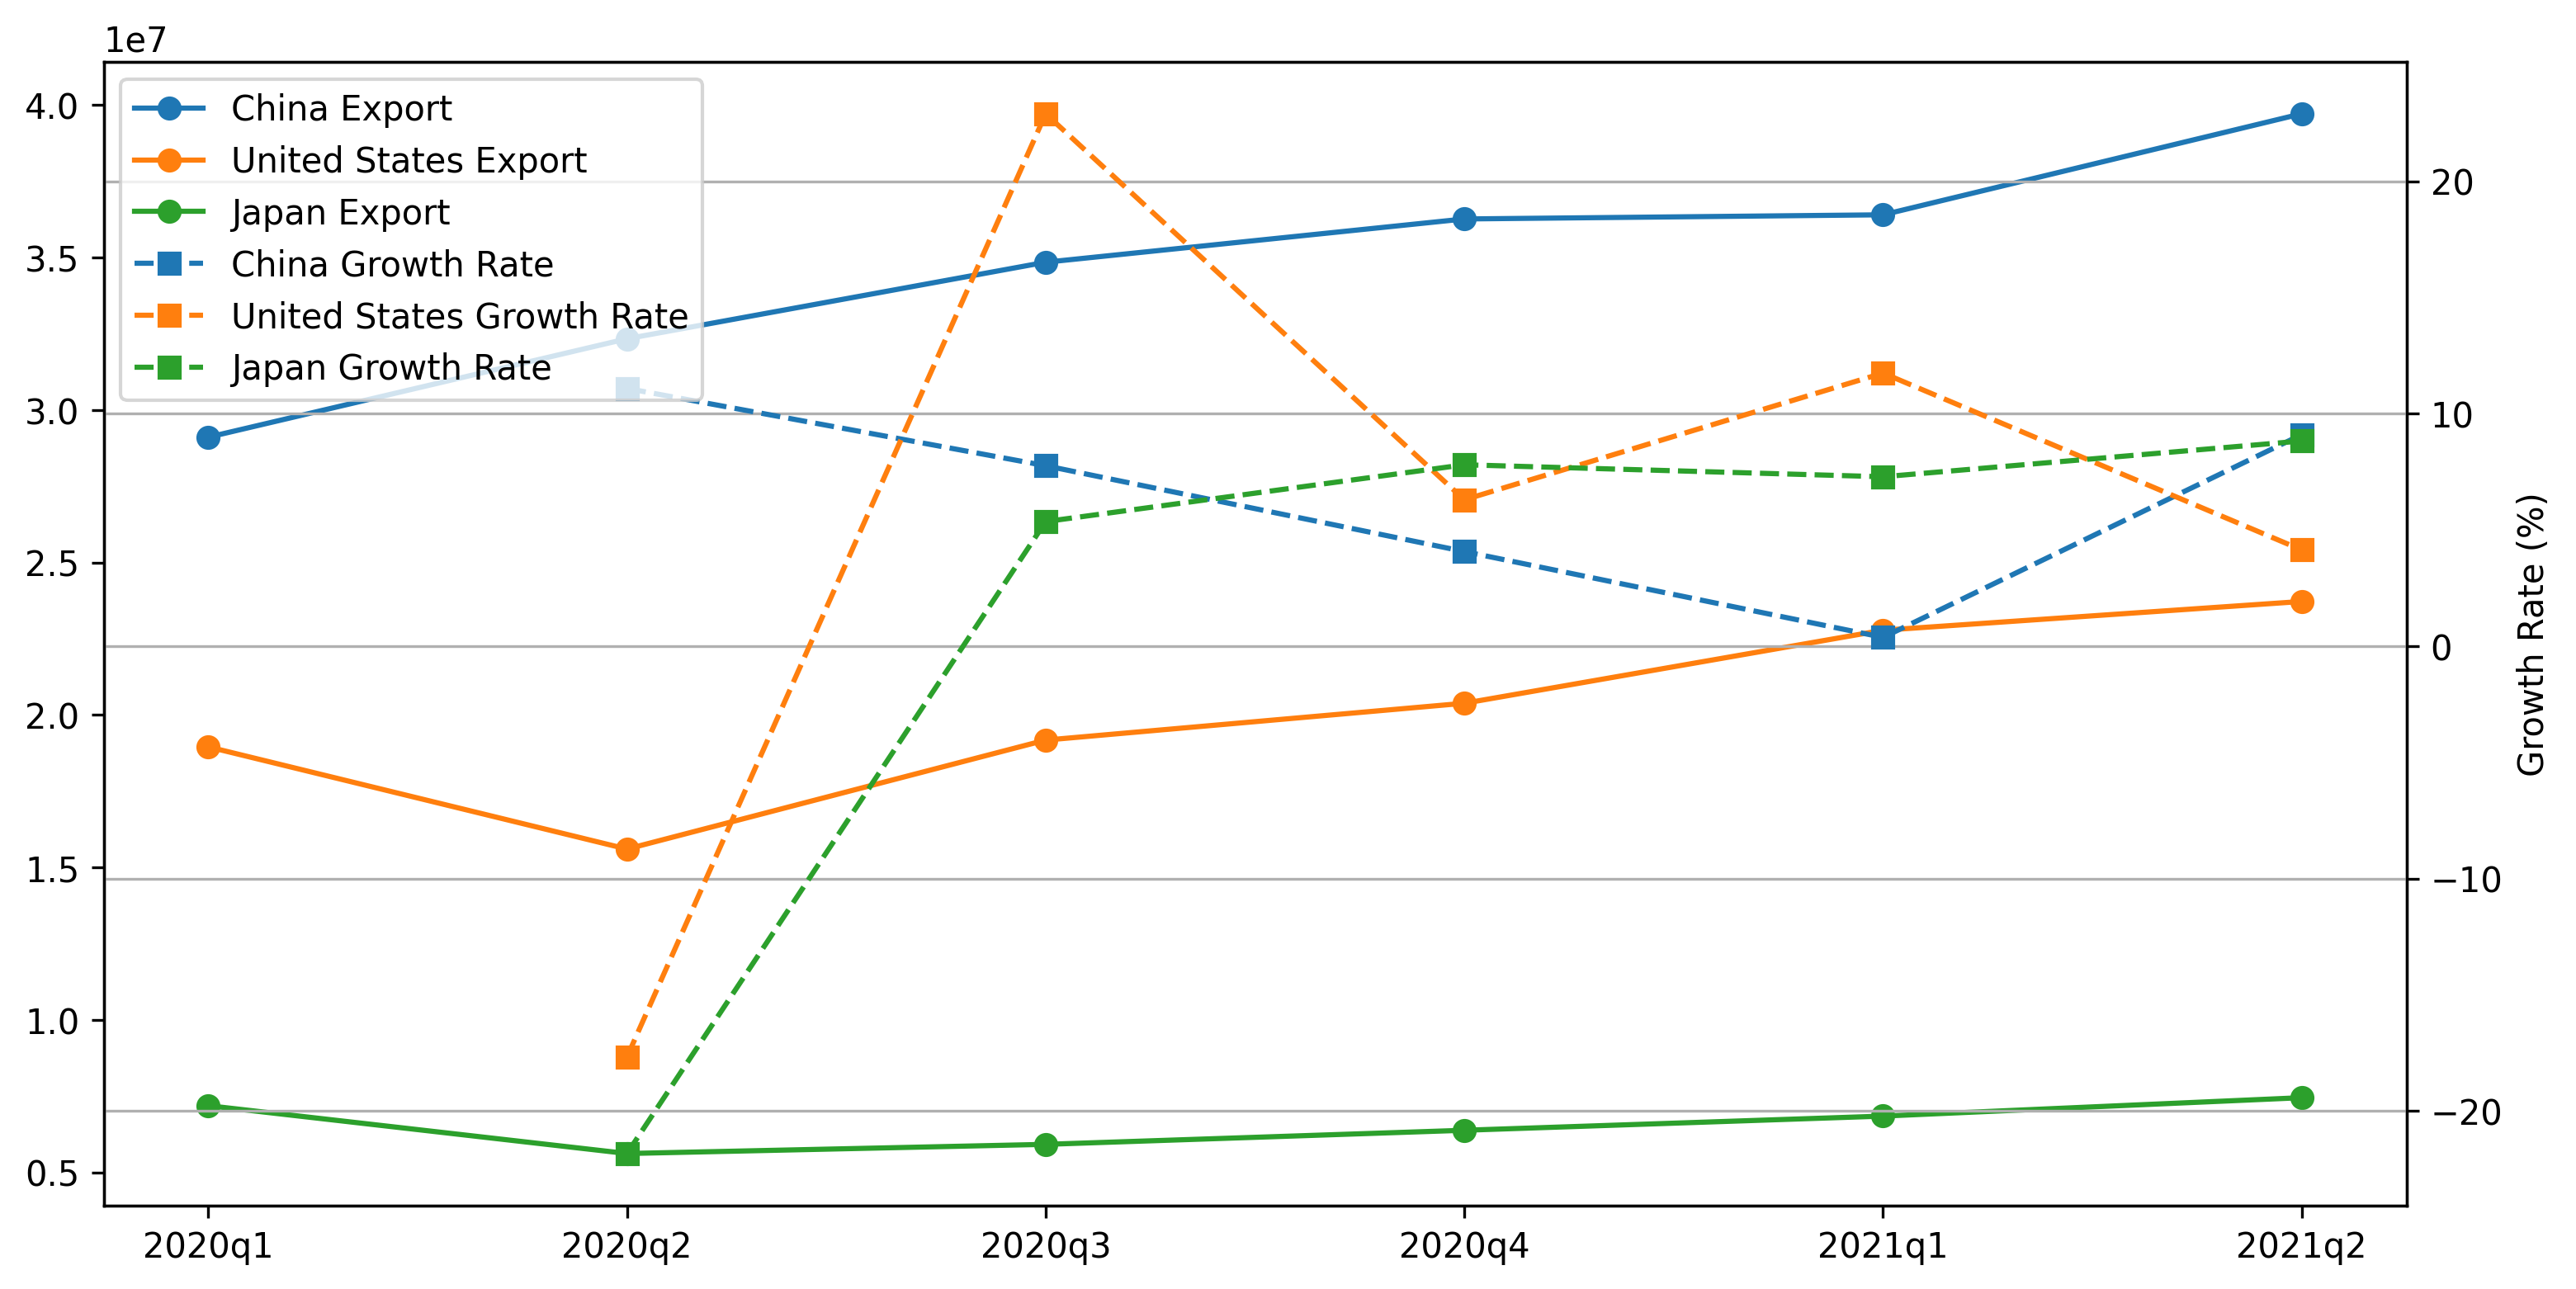 1e7
4.0
3.5
3.0
2.5
2.0
1.5
1.0
0.5
China Export
United States Export
Japan Export
China Growth Rate
United States Growth Rate
Japan Growth Rate
20
10
0
−10
−20
Growth Rate (%)
2020q1 2020q2 2020q3 2020q4 2021q1 2021q2